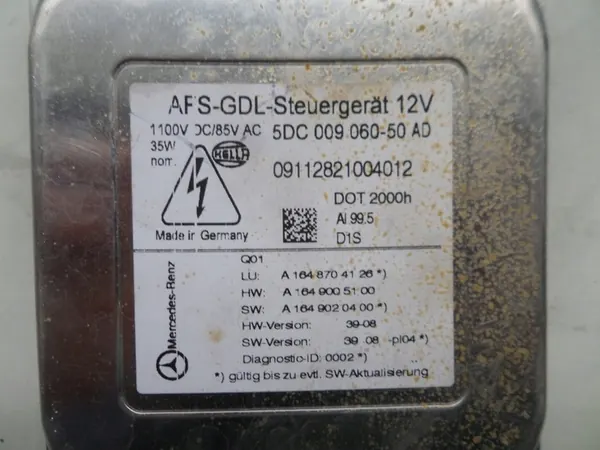 AFS-GDL-Steuergerät 12V
1100V DC/85V AC 5DC 009 060-50 AD
35W
nom.
HELLA
09112821004012
DOT 2000h
Al 99.5
D1S
Made in Germany
Mercedes-Benz
Q01
LU: A 164 870 41 26 *)
HW: A 164 900 51 00
SW: A 164 902 04 00 *)
HW-Version: 39-08
SW-Version: 39 08 -pl04 *)
Diagnostic-ID: 0002 *)
*) gültig bis zu evtl. SW-Aktualisierung